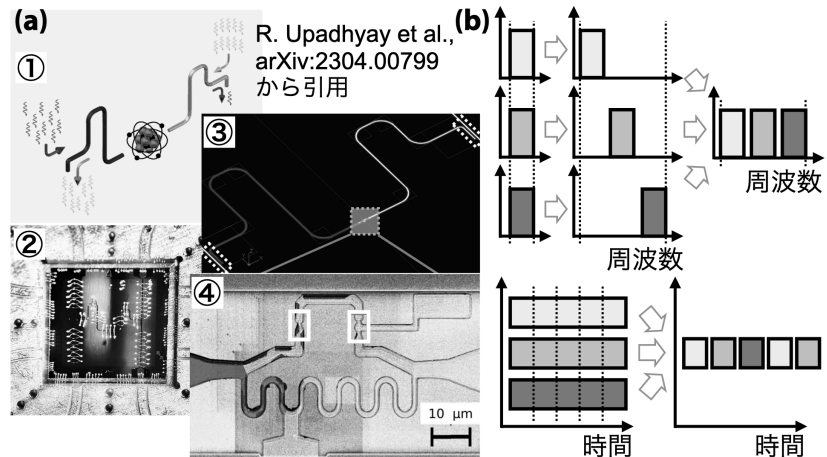 (a)
①
R. Upadhyay et al.,
arXiv:2304.00799
から引用
③
②
④
10 μm
(b)
周波数
周波数
時間
時間